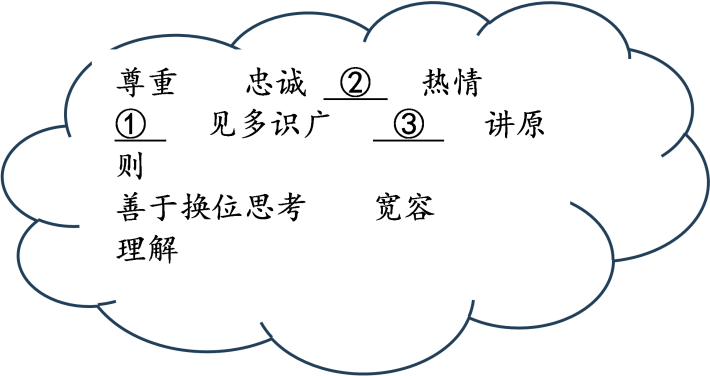 尊重 忠诚 ② 热情
① 见多识广 ③ 讲原
则
善于换位思考 宽容
理解